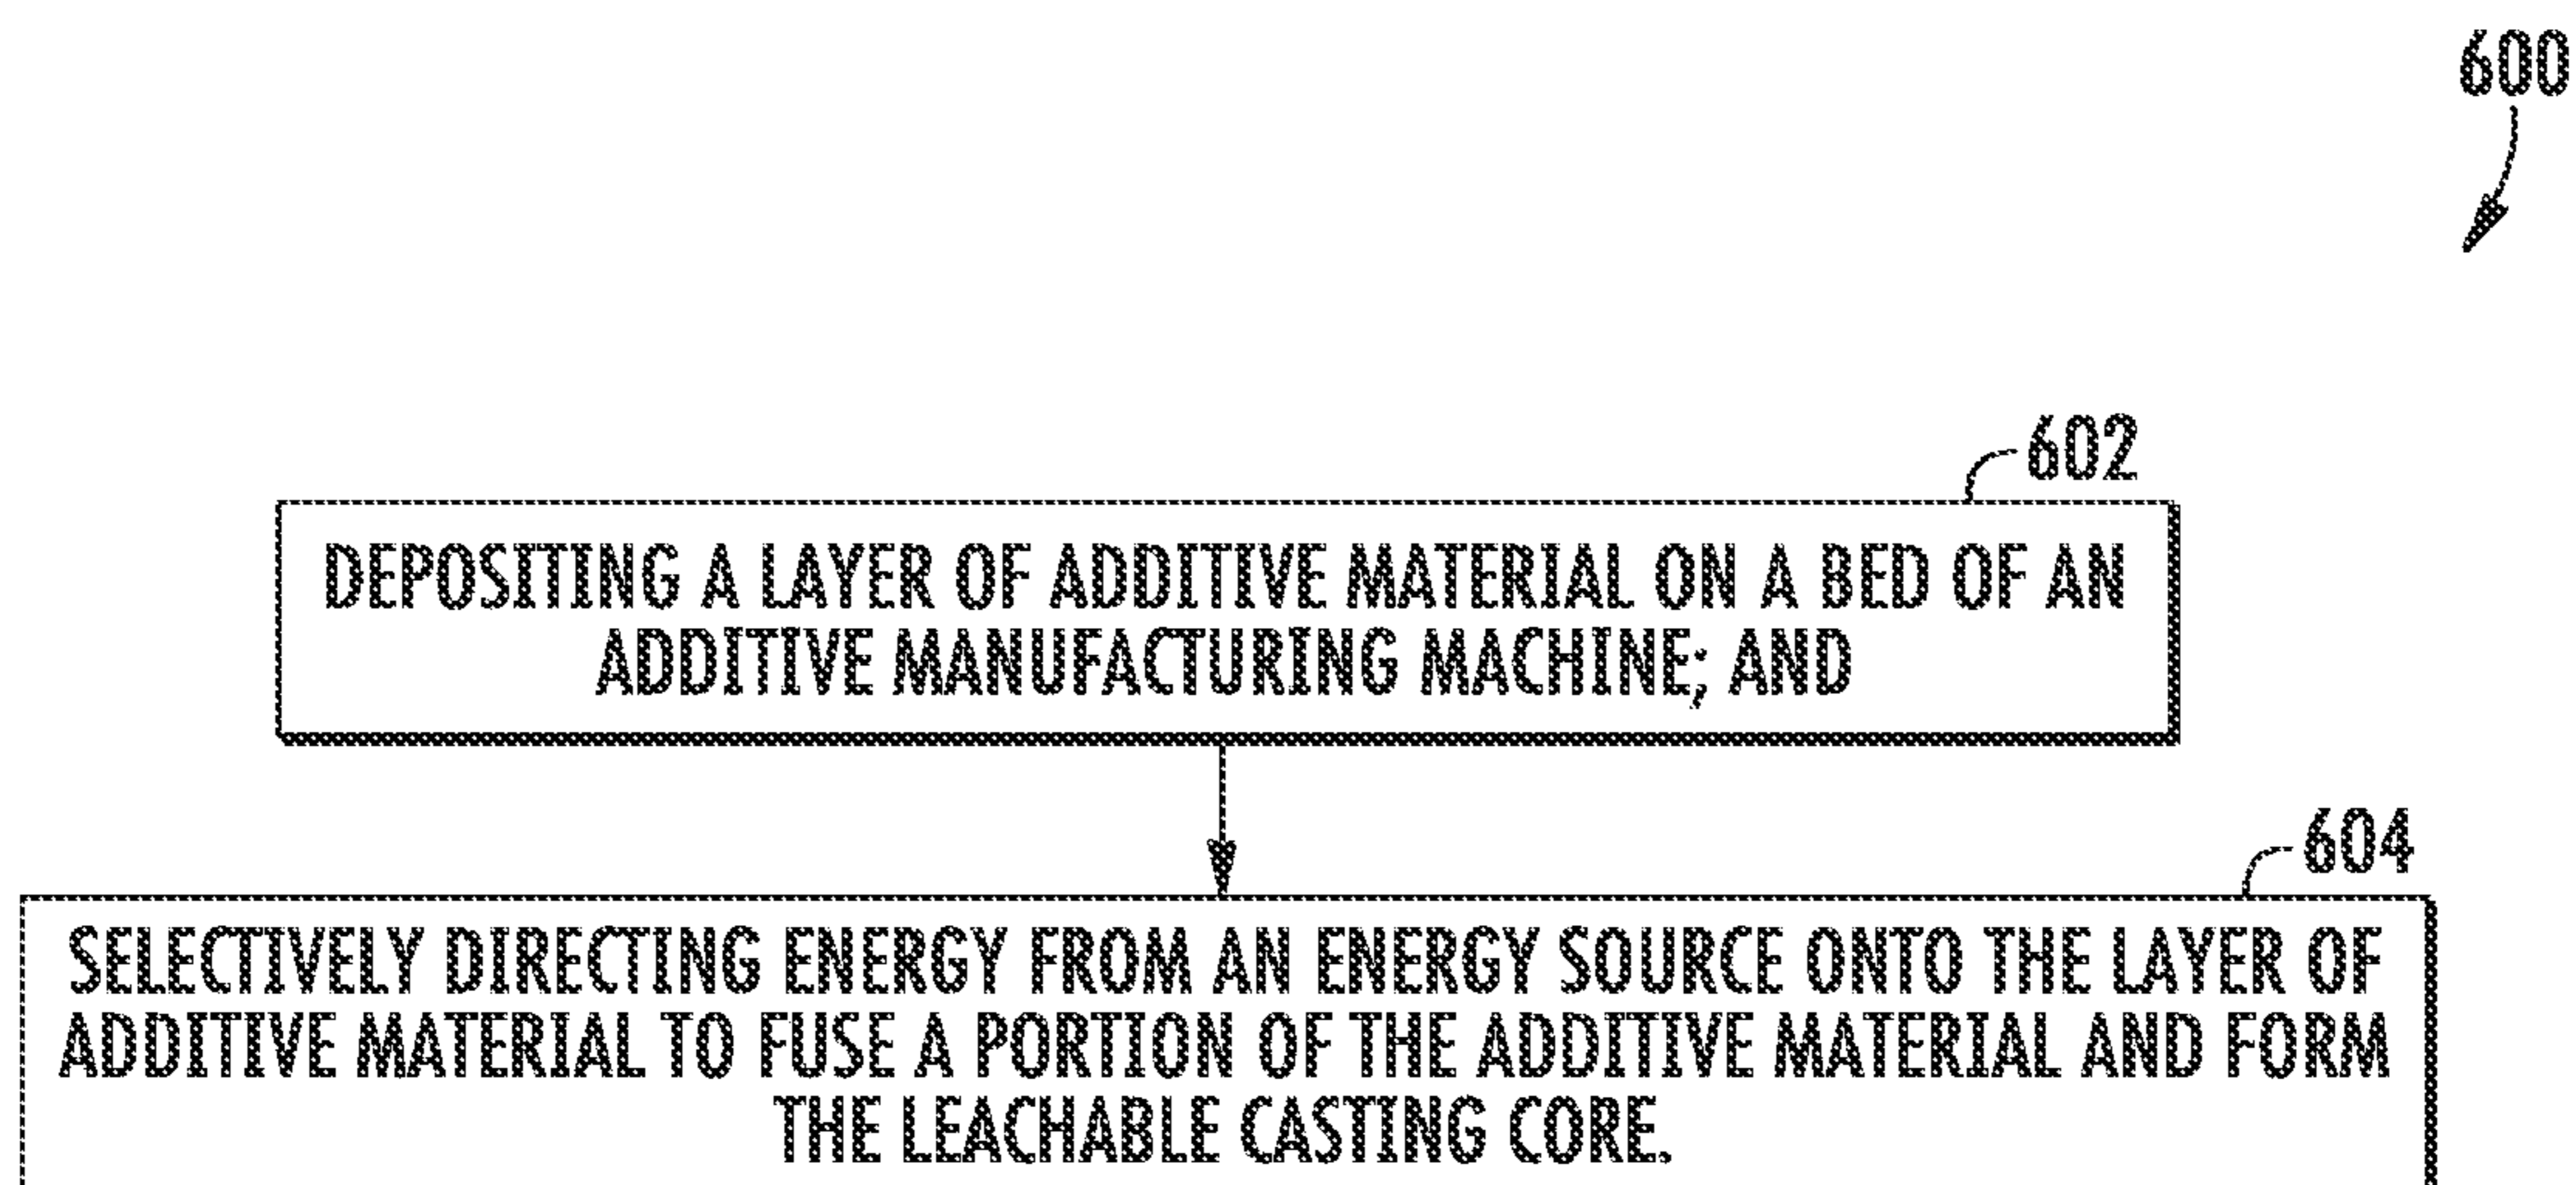 600
602
DEPOSITING A LAYER OF ADDITIVE MATERIAL ON A BED OF AN
ADDITIVE MANUFACTURING MACHINE; AND
604
SELECTIVELY DIRECTING ENERGY FROM AN ENERGY SOURCE ONTO THE LAYER OF
ADDITIVE MATERIAL TO FUSE A PORTION OF THE ADDITIVE MATERIAL AND FORM
THE LEACHABLE CASTING CORE.